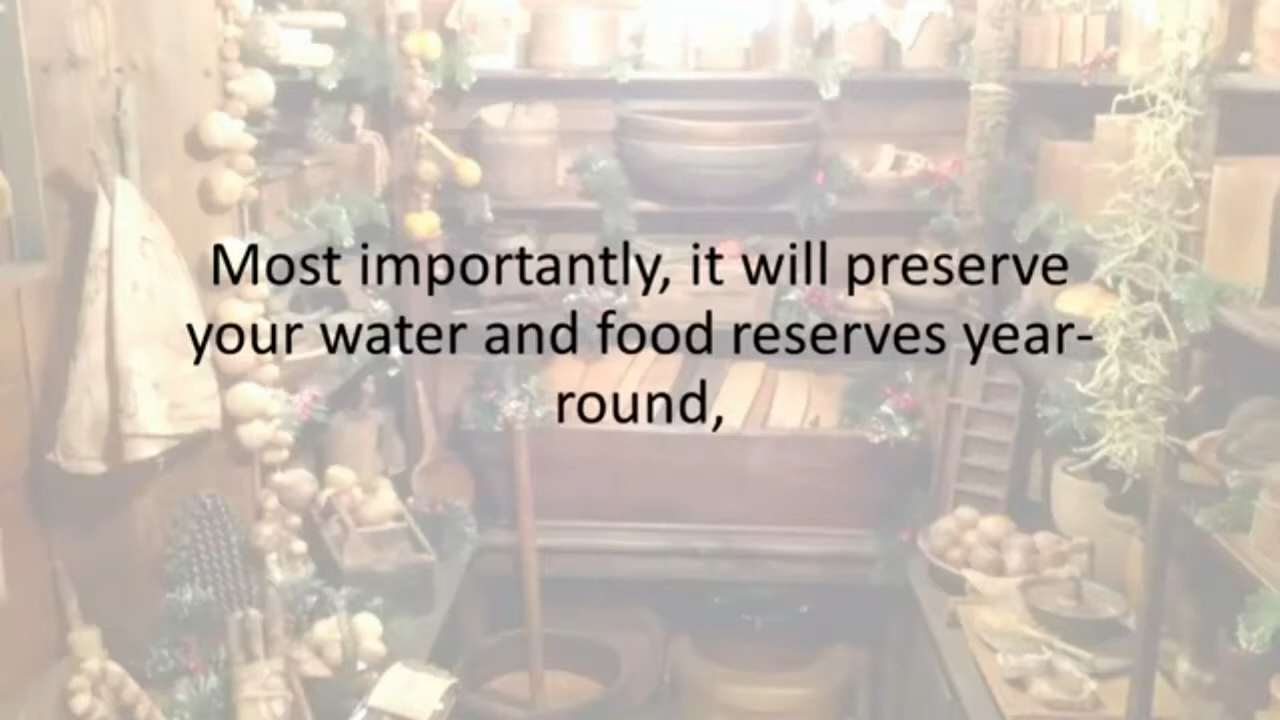 Most importantly, it will preserve
your water and food reserves year-
round,